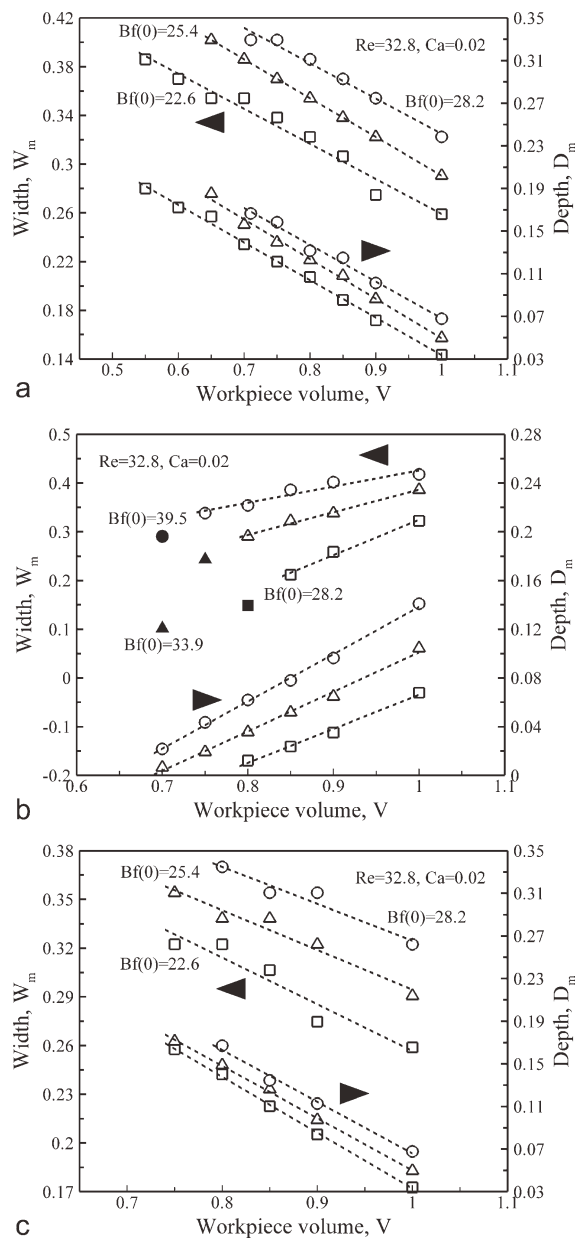 0.42
0.38
0.34
0.3
0.26
0.22
0.18
0.14
Width, Wm
Bf(0)=25.4
Bf(0)=22.6
Re=32.8, Ca=0.02
Bf(0)=28.2
0.35
0.31
0.27
0.23
0.19
0.15
0.11
0.07
0.03
Depth, Dm
0.5 0.6 0.7 0.8 0.9 1 1.1
Workpiece volume, V
a
0.5
0.4
0.3
0.2
0.1
0
-0.1
-0.2
Width, Wm
Re=32.8, Ca=0.02
Bf(0)=39.5
Bf(0)=28.2
Bf(0)=33.9
0.28
0.24
0.2
0.16
0.12
0.08
0.04
0
Depth, Dm
0.6 0.7 0.8 0.9 1 1.1
Workpiece volume, V
b
0.38
0.35
0.32
0.29
0.26
0.23
0.2
0.17
Width, Wm
Bf(0)=25.4
Re=32.8, Ca=0.02
Bf(0)=28.2
Bf(0)=22.6
0.35
0.31
0.27
0.23
0.19
0.15
0.11
0.07
0.03
Depth, Dm
0.7 0.8 0.9 1 1.1
Workpiece volume, V
c